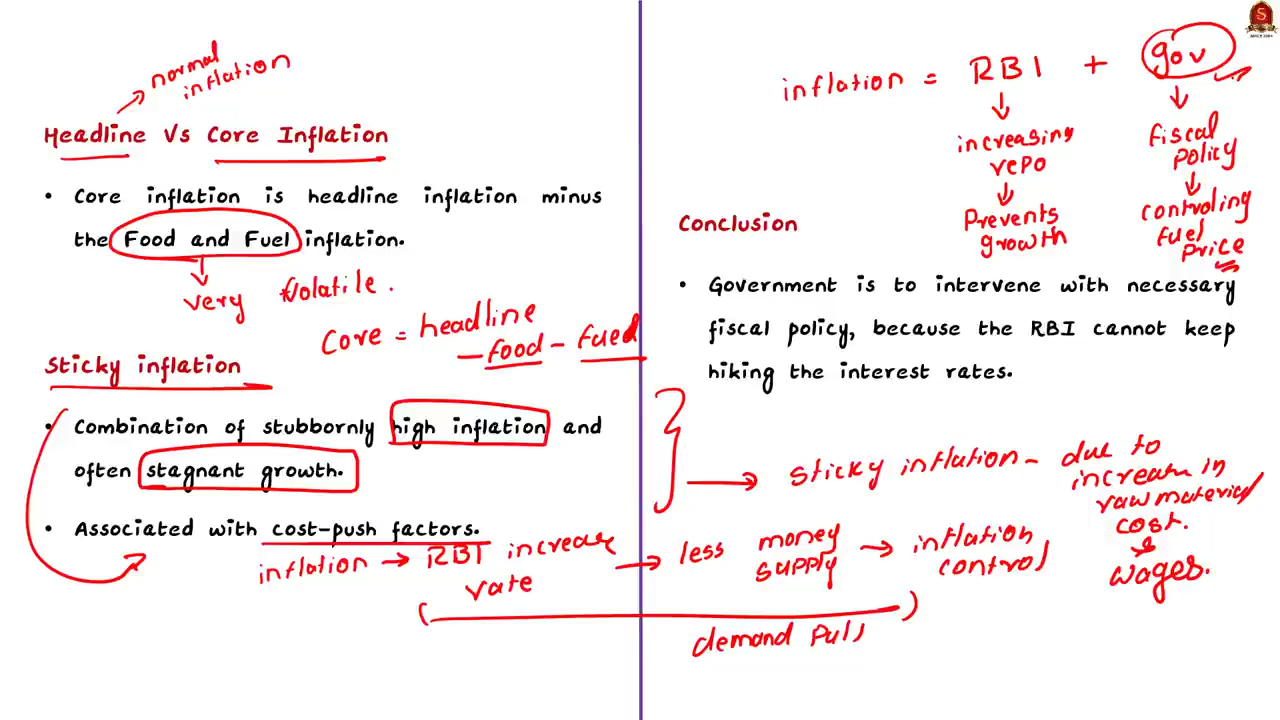 normal
inflation
Headline Vs Core Inflation
• Core inflation is headline inflation minus
the Food and Fuel inflation.
very volatile.
Core = headline
– food – fued
Sticky inflation
• Combination of stubbornly high inflation and
often stagnant growth.
• Associated with cost-push factors.
inflation → RBI increase
rate
→ less money
supply
→ inflation
control
demand Pull
S
SINCE 2004
inflation = RBI + gov
increasing
repo
Prevents
growth
fiscal
policy
controling
fuel
price
Conclusion
• Government is to intervene with necessary
fiscal policy, because the RBI cannot keep
hiking the interest rates.
→ sticky inflation – due to
increase in
raw material
cost.
&
wages.